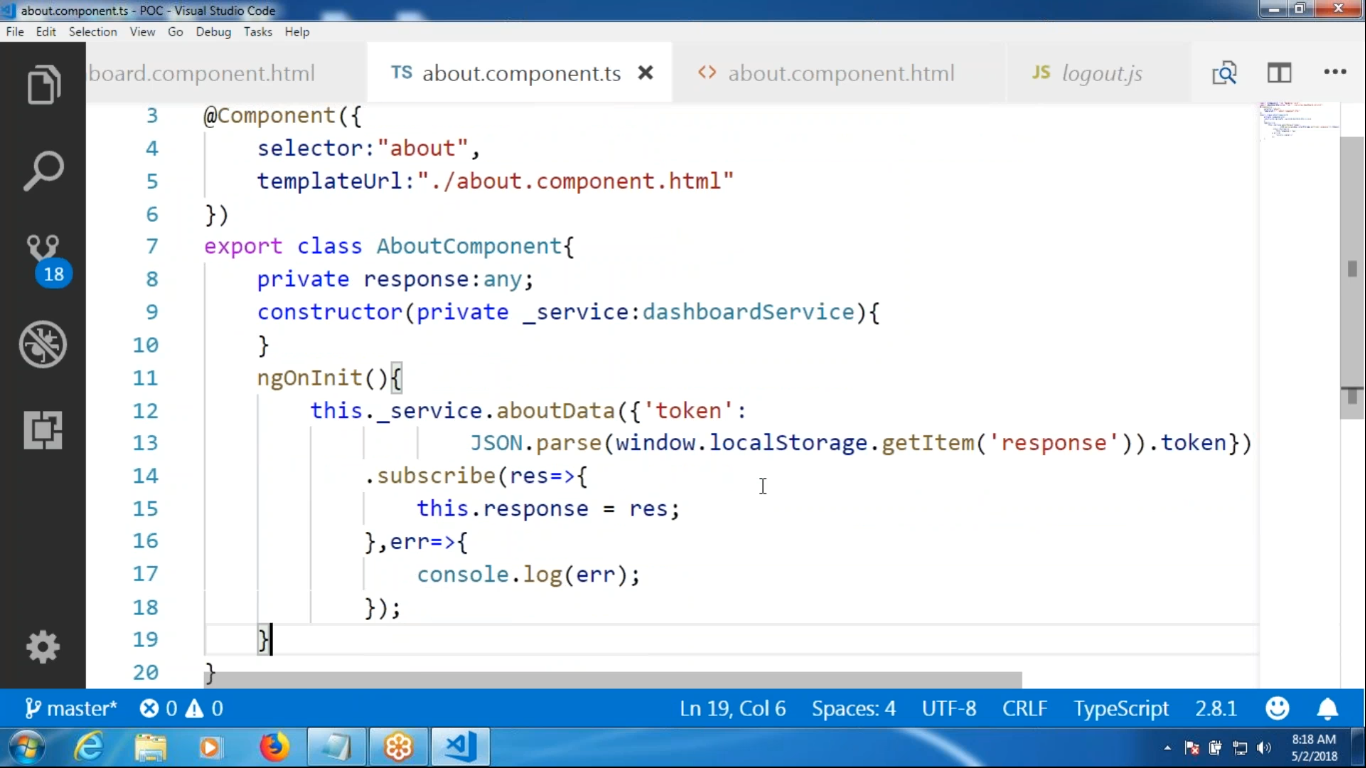 about.component.ts - POC - Visual Studio Code
File Edit Selection View Go Debug Tasks Help
board.component.html TS about.component.ts <> about.component.html JS logout.js
3 @Component({
4 selector:"about",
5 templateUrl:"./about.component.html"
6 })
7 export class AboutComponent{
8 private response:any;
9 constructor(private _service:dashboardService){
10 }
11 ngOnInit(){
12 this._service.aboutData({'token':
13 JSON.parse(window.localStorage.getItem('response')).token})
14 .subscribe(res=>{
15 this.response = res;
16 },err=>{
17 console.log(err);
18 });
19 }
20 }
18
master* 0 0 Ln 19, Col 6 Spaces: 4 UTF-8 CRLF TypeScript 2.8.1
8:18 AM
5/2/2018